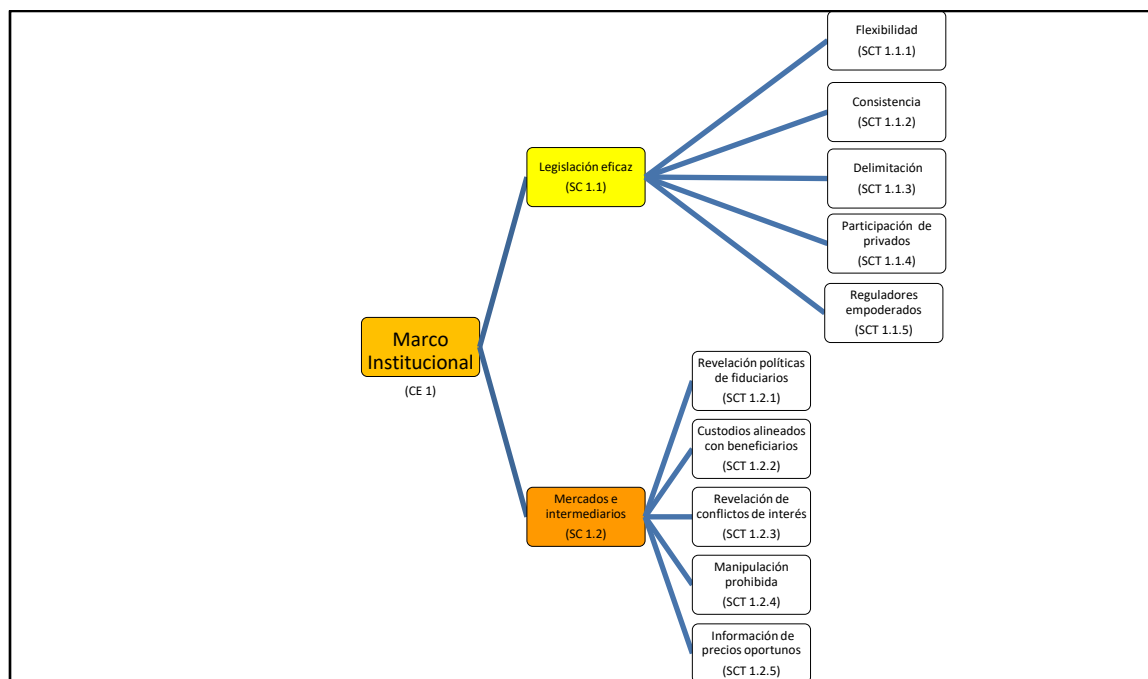 Flexibilidad
(SCT 1.1.1)
Consistencia
(SCT 1.1.2)
Legislación eficaz
(SC 1.1)
Delimitación
(SCT 1.1.3)
Participación de
privados
(SCT 1.1.4)
Reguladores
empoderados
(SCT 1.1.5)
Marco
Institucional
(CE 1)
Revelación políticas
de fiduciarios
(SCT 1.2.1)
Custodios alineados
con beneficiarios
(SCT 1.2.2)
Mercados e
intermediarios
(SC 1.2)
Revelación de
conflictos de interés
(SCT 1.2.3)
Manipulación
prohibida
(SCT 1.2.4)
Información de
precios oportunos
(SCT 1.2.5)